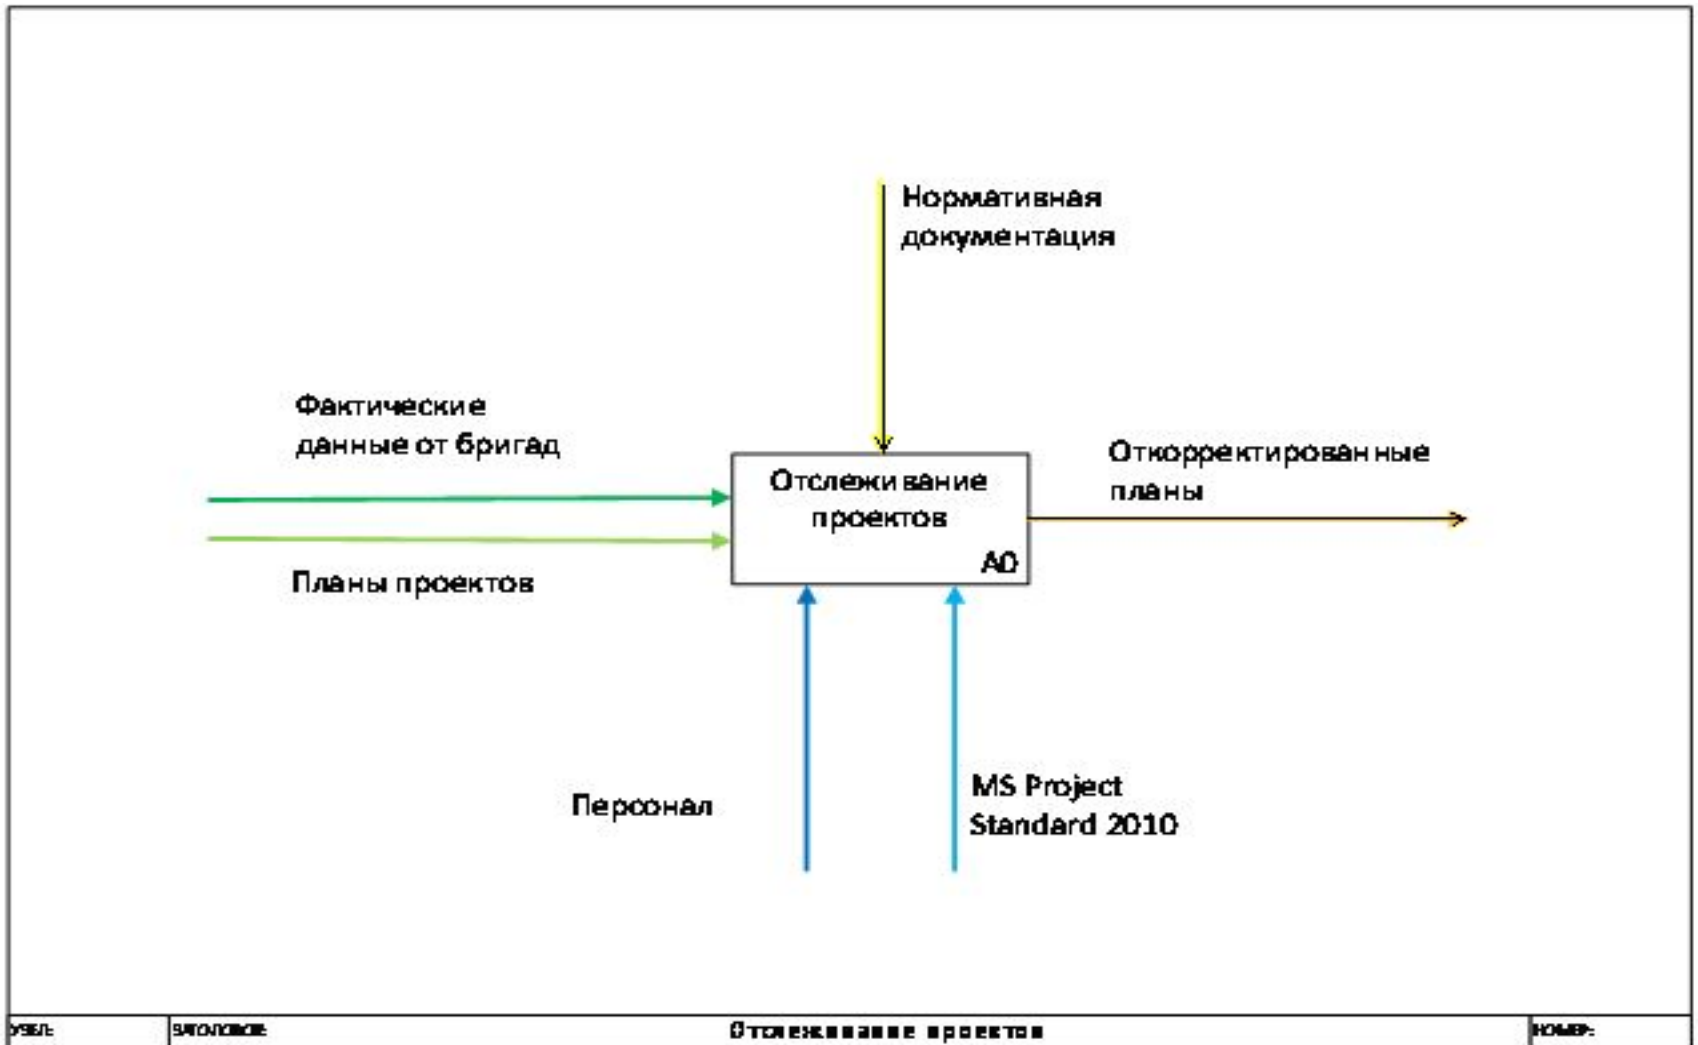 Нормативная
документация
Фактические
данные от бригад
Откорректированные
планы
Отслеживание
проектов
A0
Планы проектов
Персонал
MS Project
Standard 2010
УЗЕЛ:
ЗАГОЛОВОК:
Отслеживание проектов
НОМЕР: